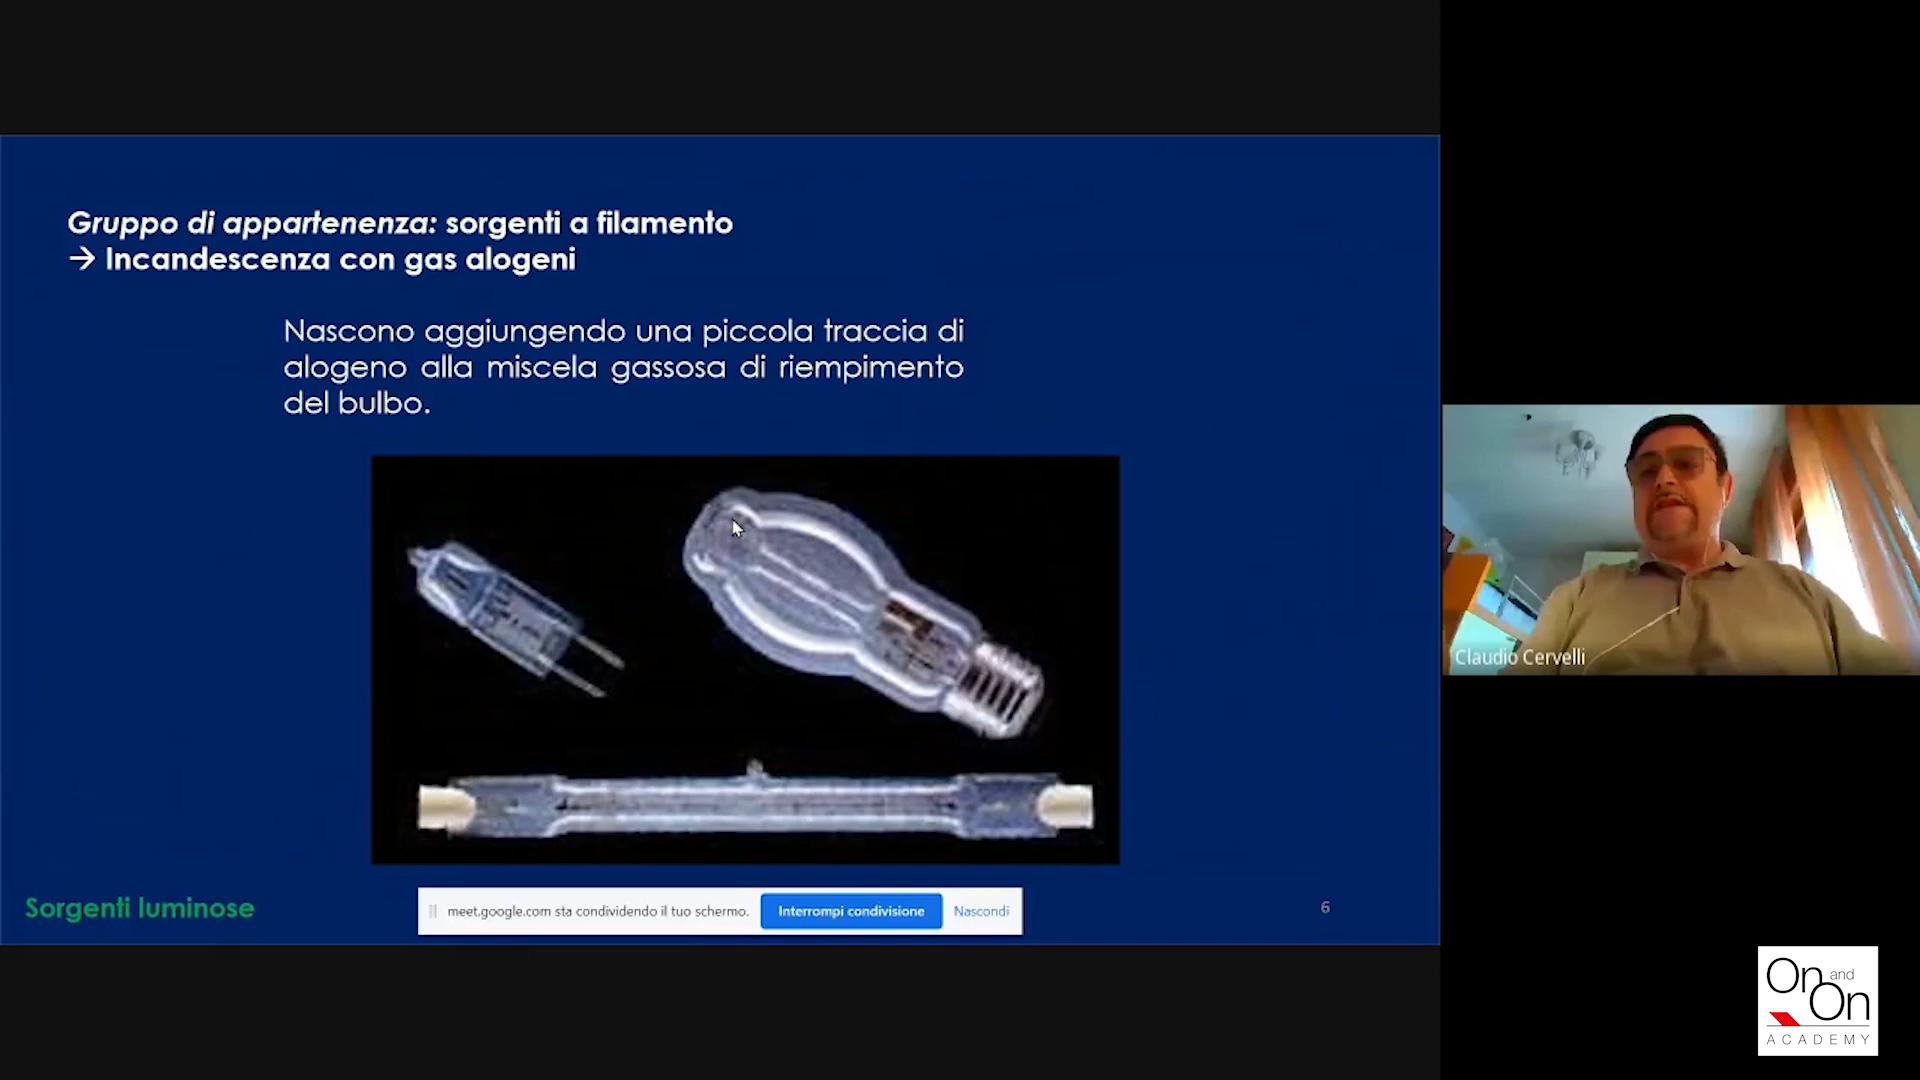 Gruppo di appartenenza: sorgenti a filamento
→ Incandescenza con gas alogeni
Nascono aggiungendo una piccola traccia di
alogeno alla miscela gassosa di riempimento
del bulbo.
Claudio Cervelli
Sorgenti luminose
meet.google.com sta condividendo il tuo schermo.
Interrompi condivisione
Nascondi
6
On and
On
ACADEMY